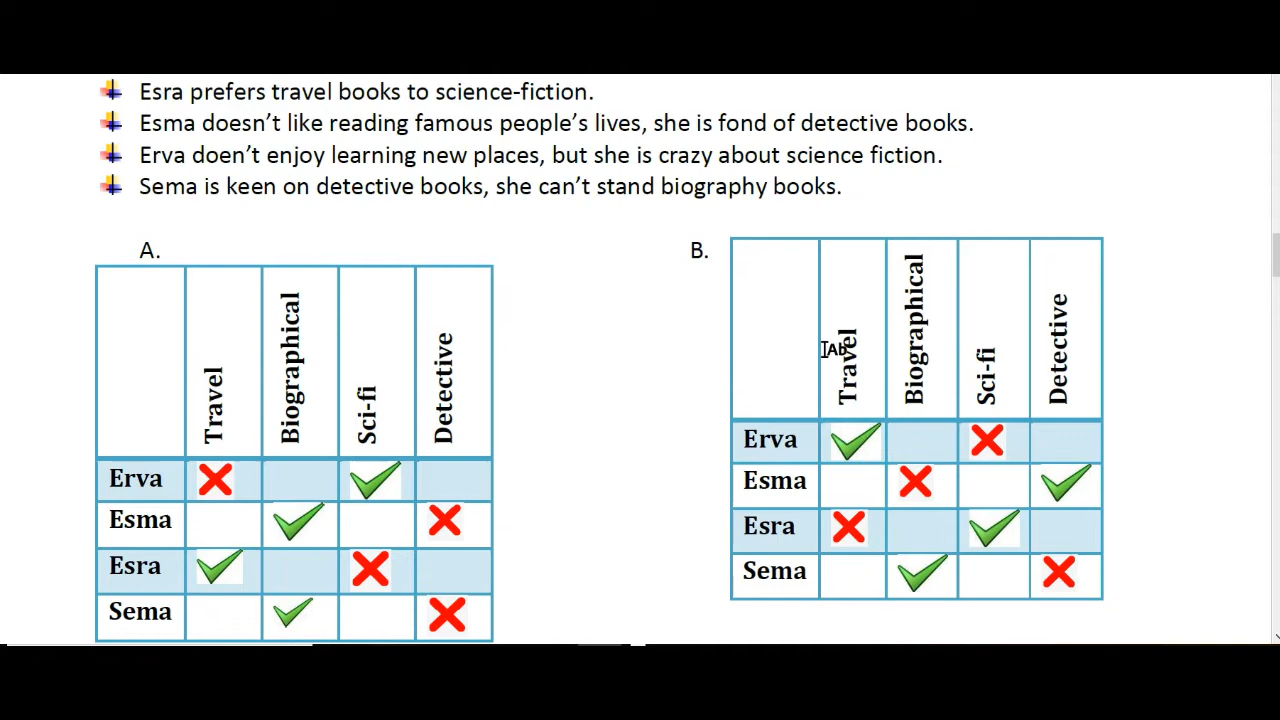 Esra prefers travel books to science-fiction.
Esma doesn't like reading famous people's lives, she is fond of detective books.
Erva doen't enjoy learning new places, but she is crazy about science fiction.
Sema is keen on detective books, she can't stand biography books.
A.
Travel Biographical Sci-fi Detective
Erva
Esma
Esra
Sema
B.
Travel Biographical Sci-fi Detective
Ab
Erva
Esma
Esra
Sema